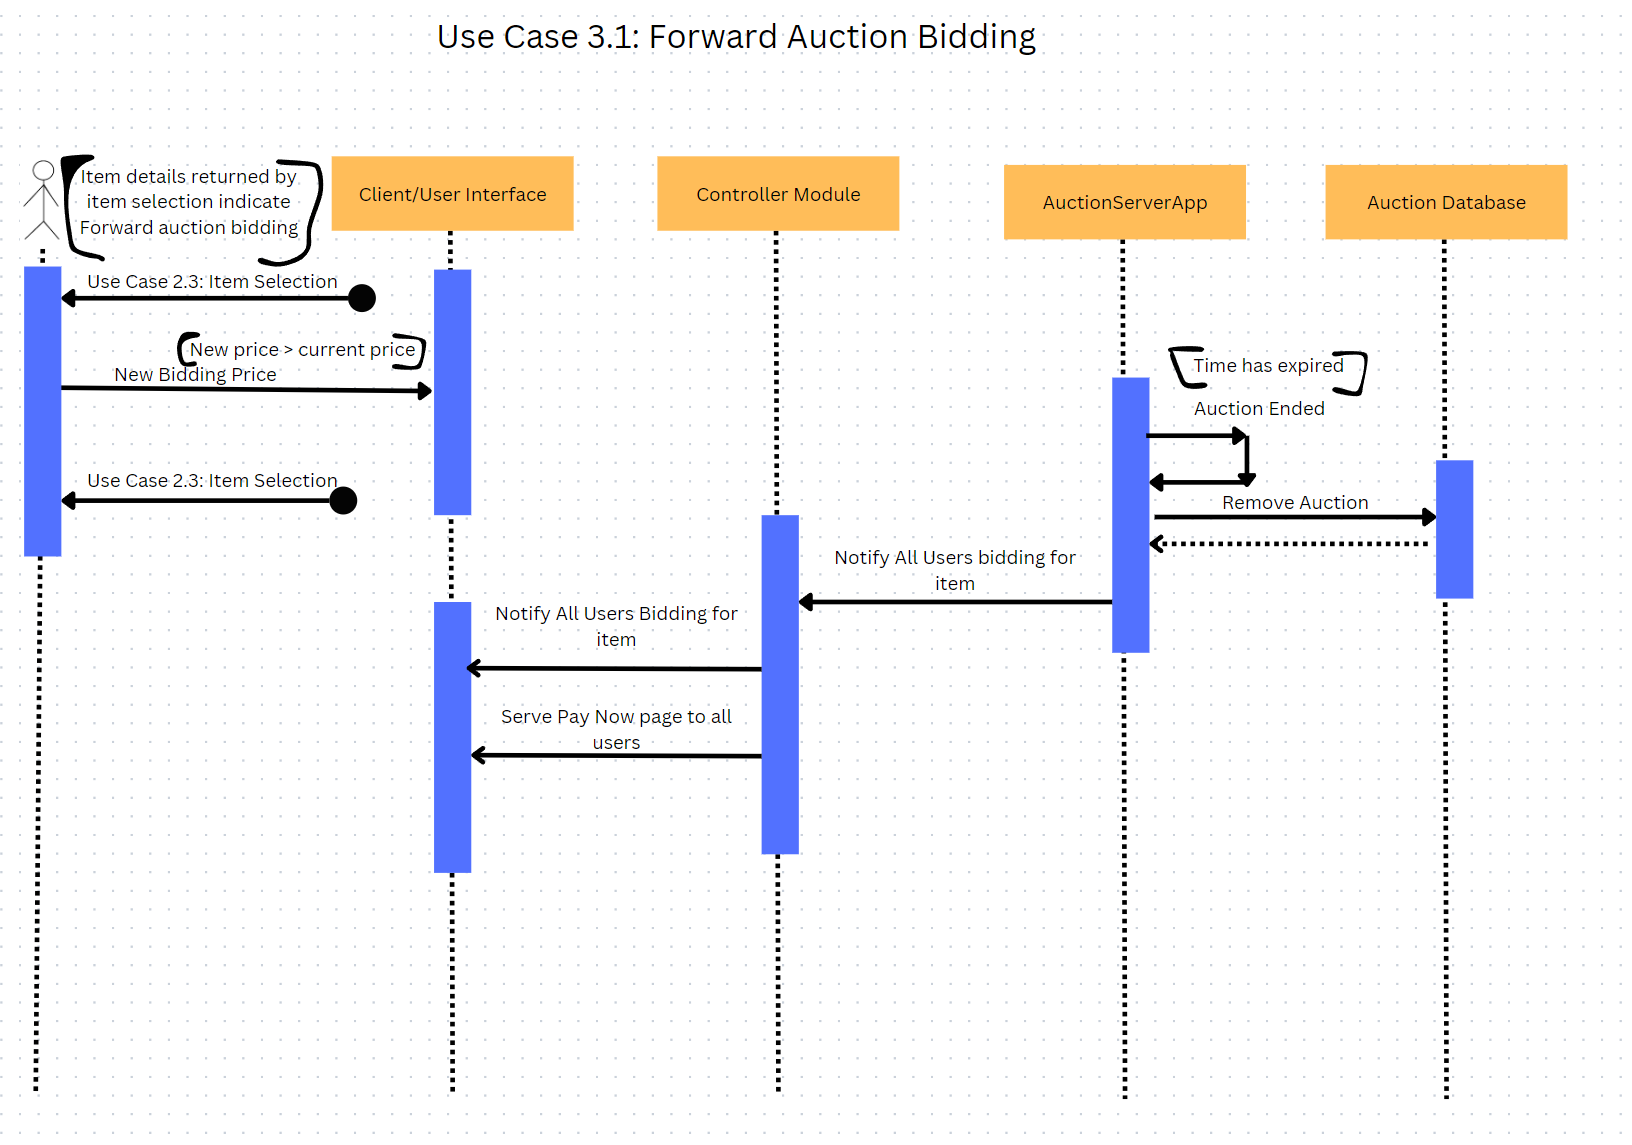 Use Case 3.1: Forward Auction Bidding
Item details returned by
item selection indicate
Forward auction bidding
Client/User Interface
Controller Module
AuctionServerApp
Auction Database
Use Case 2.3: Item Selection
New price > current price
New Bidding Price
Time has expired
Auction Ended
Use Case 2.3: Item Selection
Remove Auction
Notify All Users bidding for
item
Notify All Users Bidding for
item
Serve Pay Now page to all
users